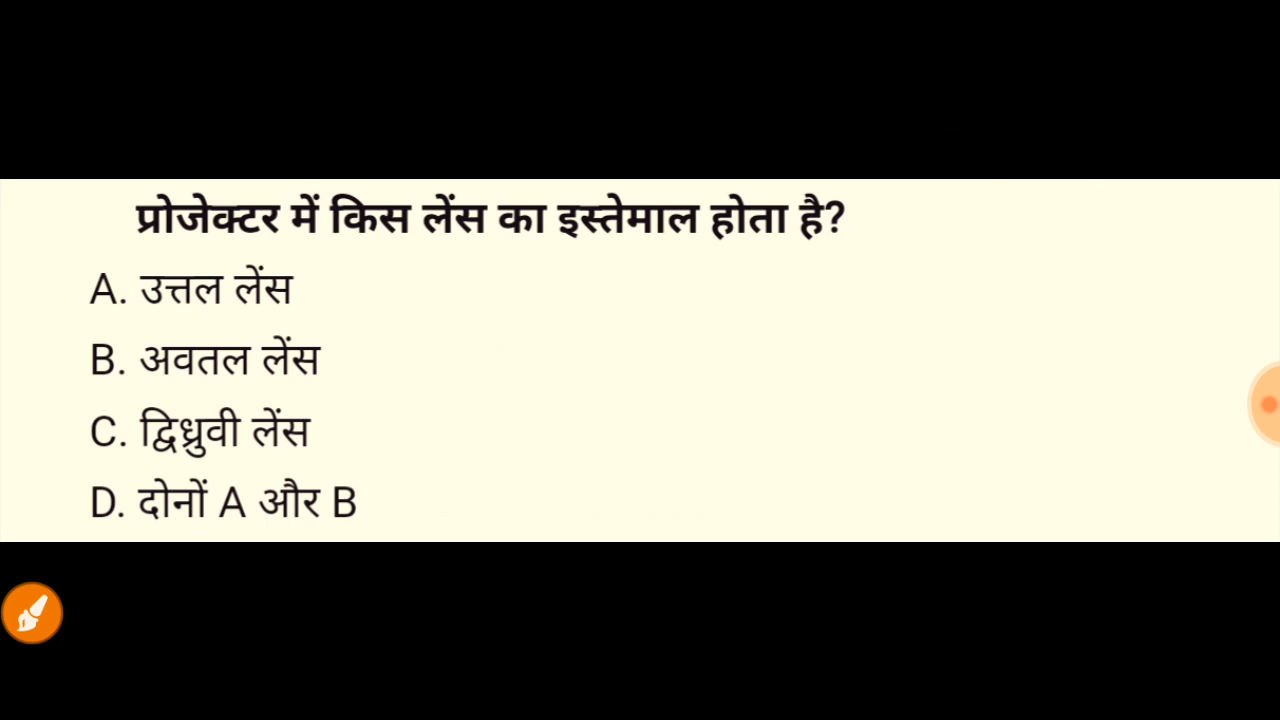 प्रोजेक्टर में किस लेंस का इस्तेमाल होता है?
A. उत्तल लेंस
B. अवतल लेंस
C. द्विध्रुवी लेंस
D. दोनों A और B